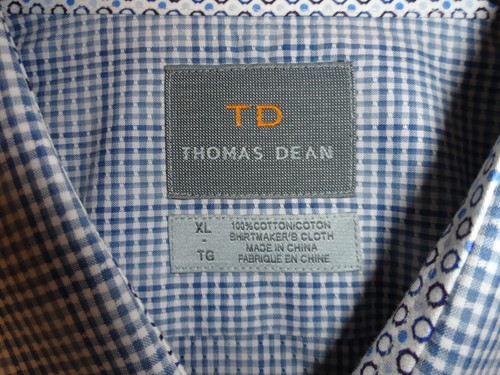 TD
THOMAS DEAN
XL
-
TG
100%COTTON/COTON
SHIRTMAKER'S CLOTH
MADE IN CHINA
FABRIQUE EN CHINE